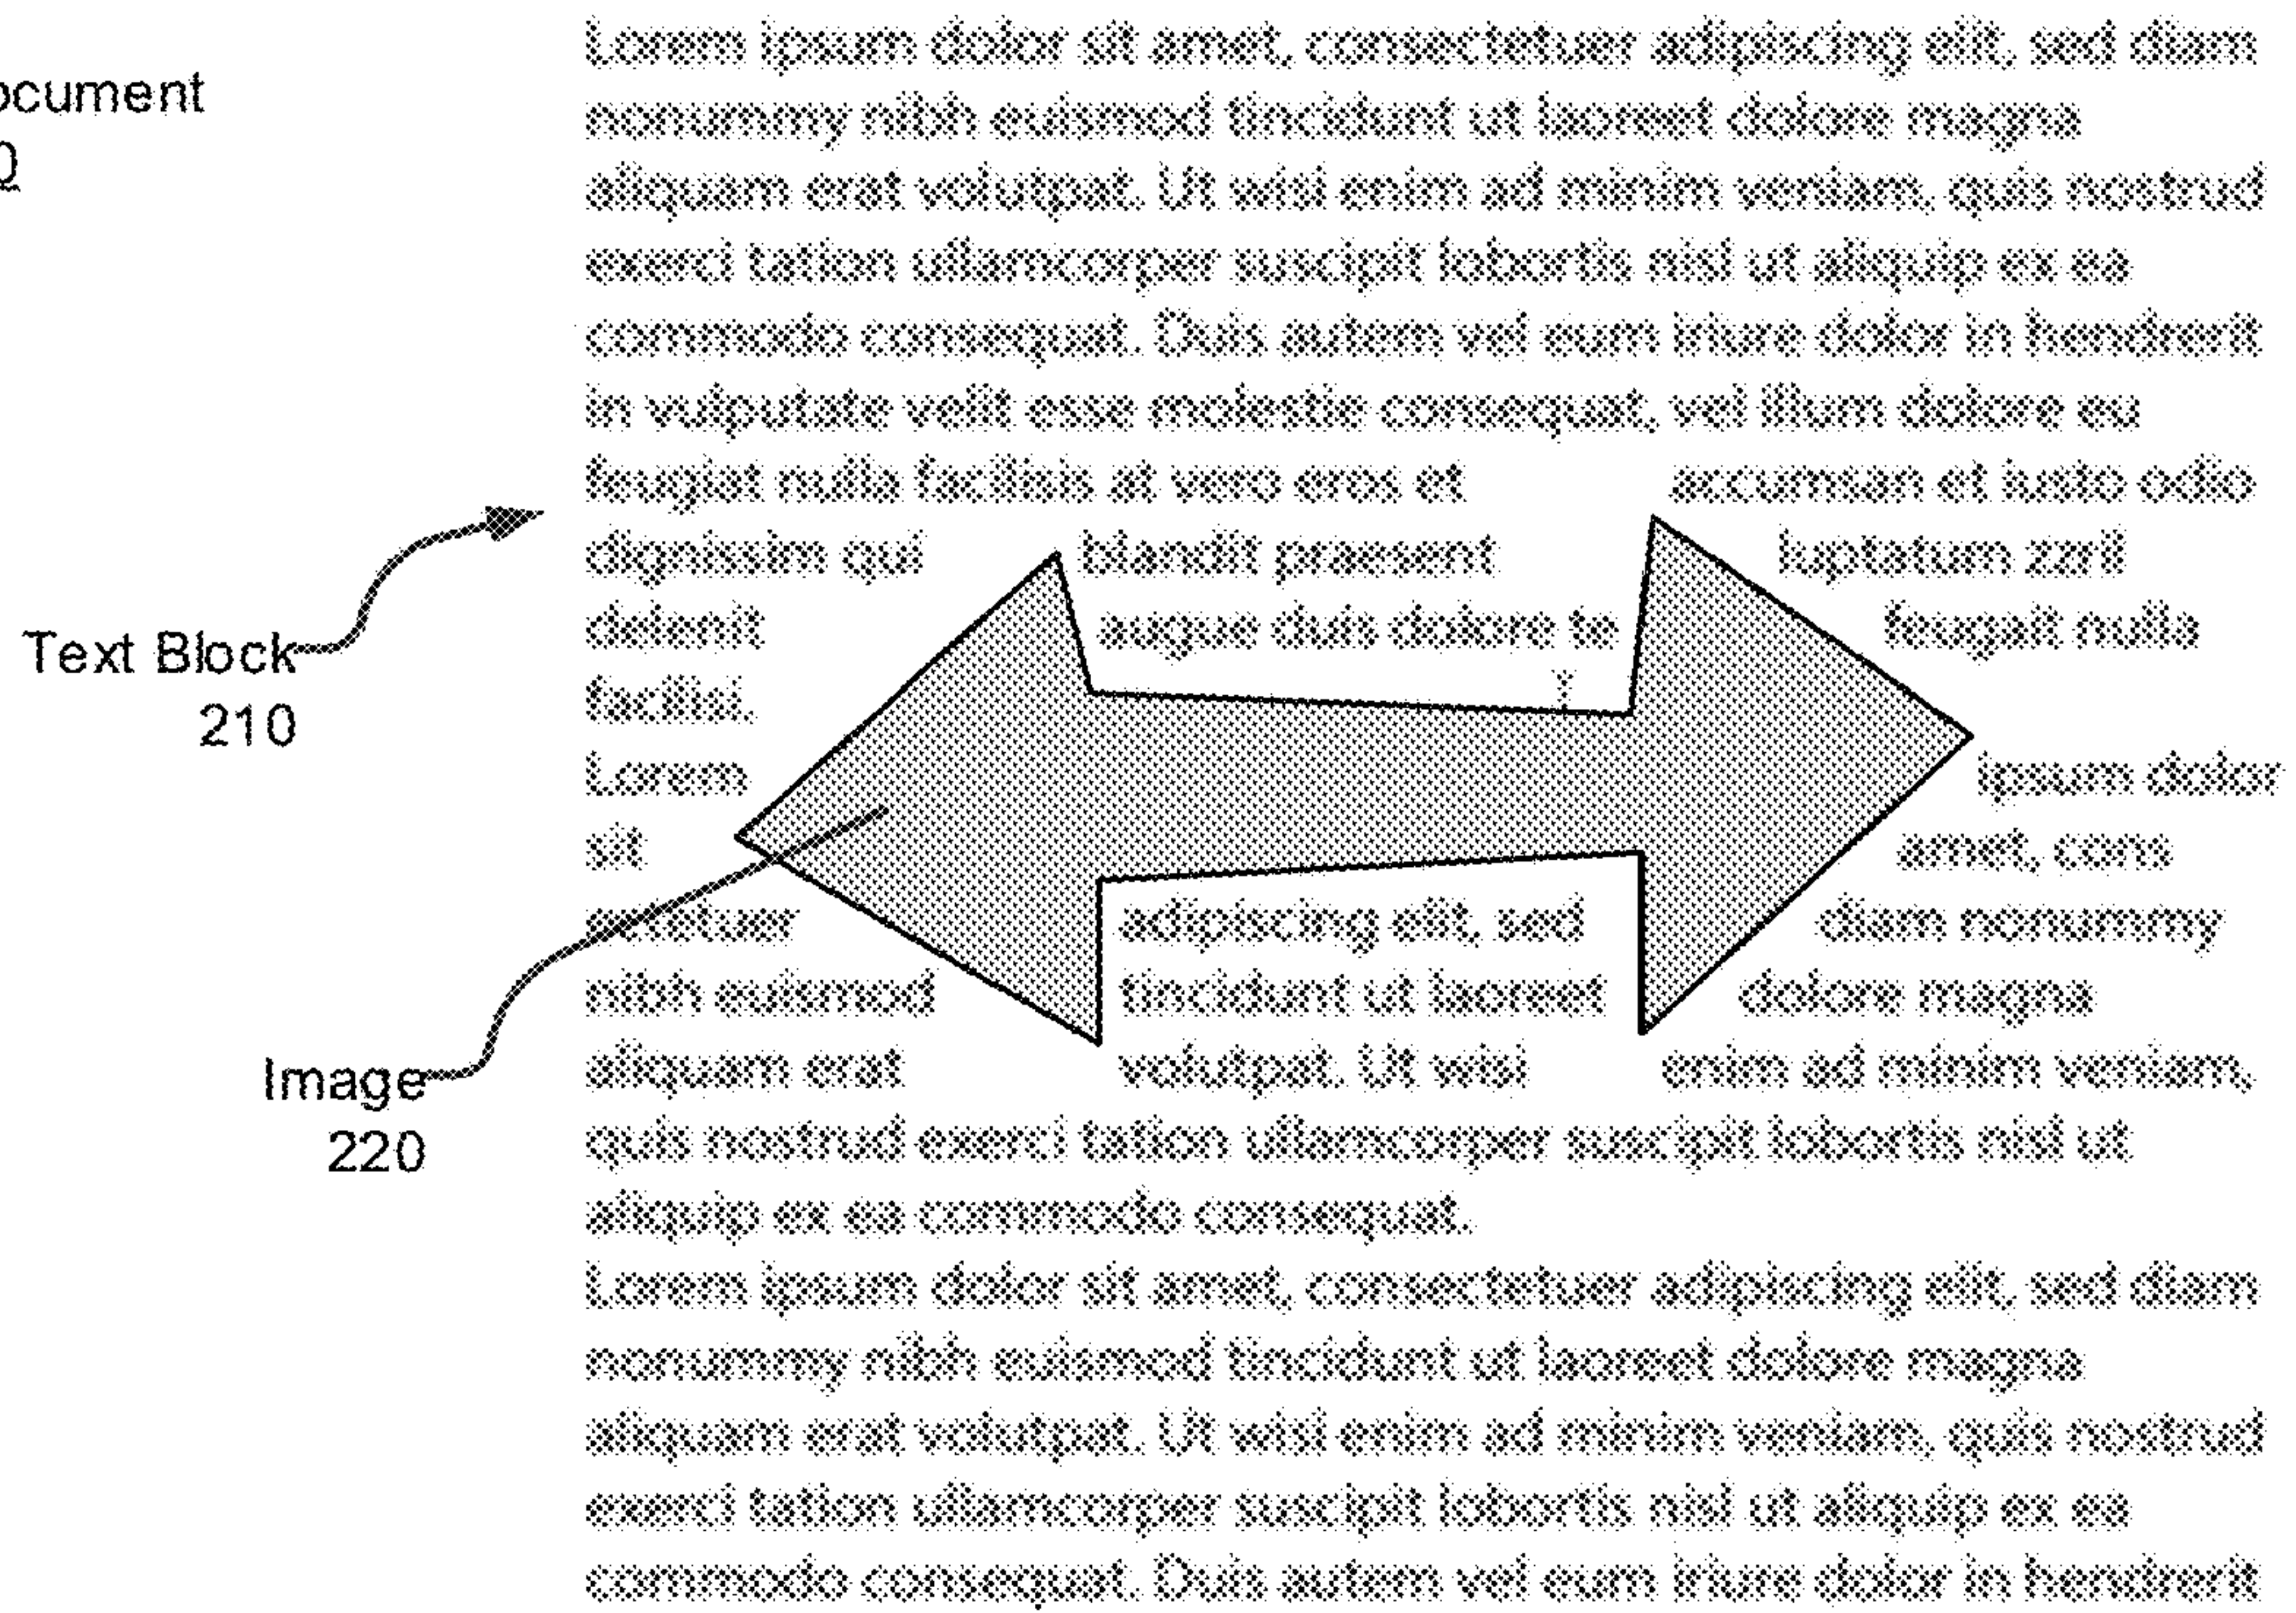 ocument
0
Lorem ipsum dolor sit amet, consectetuer adipiscing elit, sed diam
nonummy nibh euismod tincidunt ut laoreet dolore magna
aliquam erat volutpat. Ut wisi enim ad minim veniam, quis nostrud
exerci tation ullamcorper suscipit lobortis nisl ut aliquip ex ea
commodo consequat. Duis autem vel eum iriure dolor in hendrerit
in vulputate velit esse molestie consequat, vel illum dolore eu
feugiat nulla facilisis at vero eros et accumsan et iusto odio
dignissim qui blandit praesent luptatum zzril
delenit augue duis dolore te feugait nulla
facilisi.
Lorem ipsum dolor
sit amet, cons
ectetuer adipiscing elit, sed diam nonummy
nibh euismod tincidunt ut laoreet dolore magna
aliquam erat volutpat. Ut wisi enim ad minim veniam,
quis nostrud exerci tation ullamcorper suscipit lobortis nisl ut
aliquip ex ea commodo consequat.
Lorem ipsum dolor sit amet, consectetuer adipiscing elit, sed diam
nonummy nibh euismod tincidunt ut laoreet dolore magna
aliquam erat volutpat. Ut wisi enim ad minim veniam, quis nostrud
exerci tation ullamcorper suscipit lobortis nisl ut aliquip ex ea
commodo consequat. Duis autem vel eum iriure dolor in hendrerit
Text Block
210
Image
220